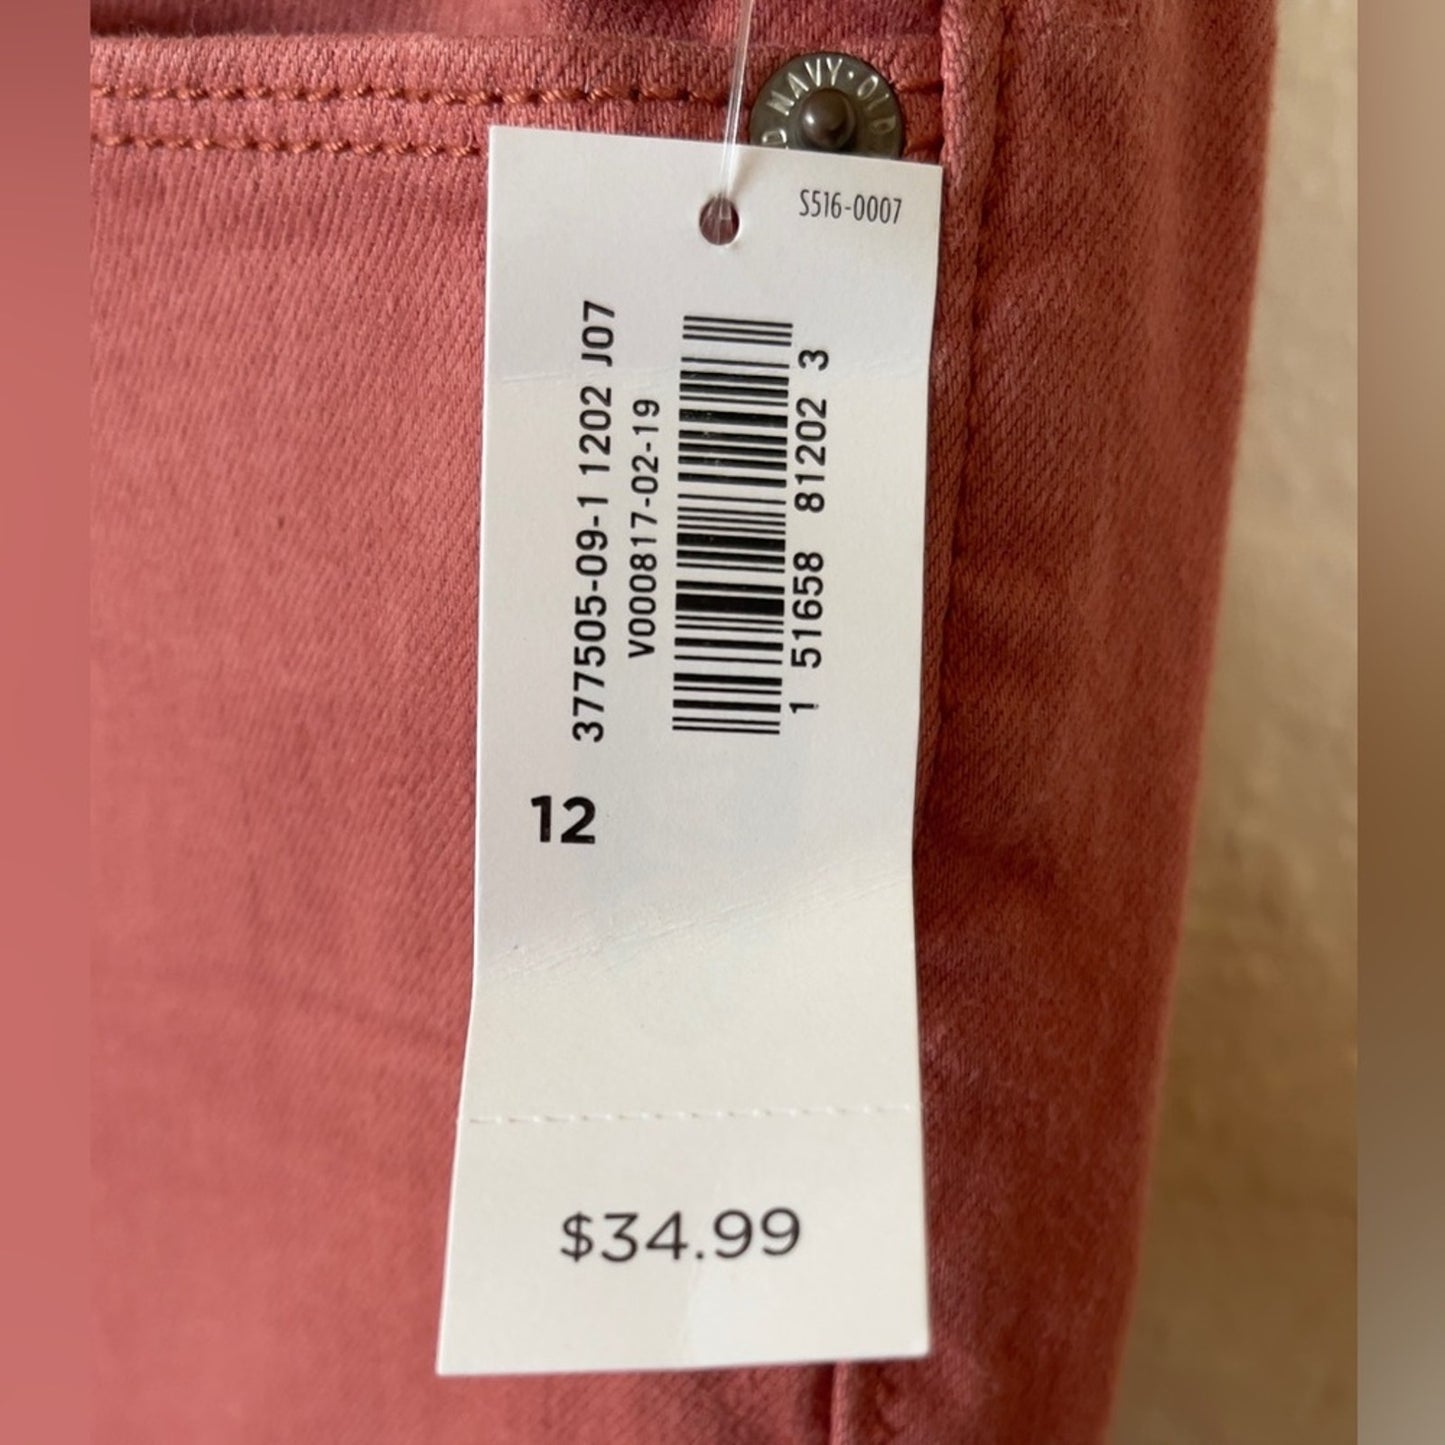 NAVY · OLD
S516-0007
377505-09-1 1202 J07
V000817-02-19
1 51658 81202 3
12
$34.99